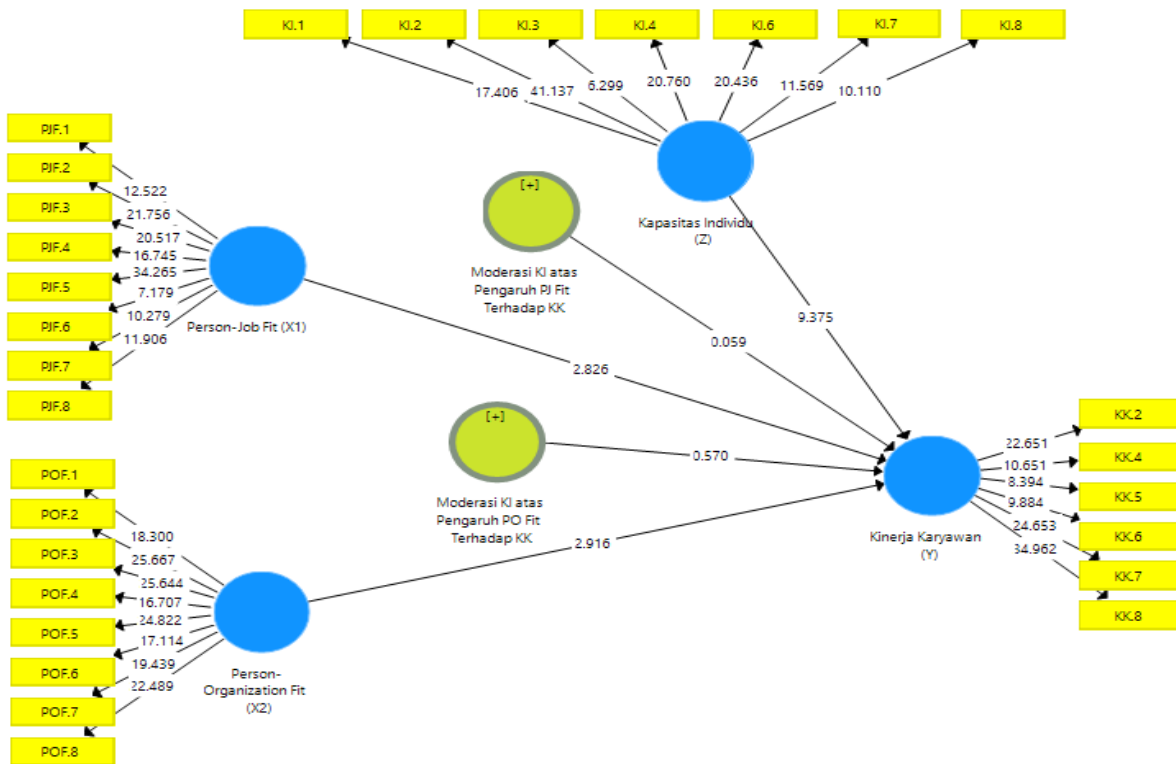 KI.1
KI.2
KI.3
KI.4
KI.6
KI.7
KI.8
17.406
41.137
6.299
20.760
20.436
11.569
10.110
Kapasitas Individu
(Z)
9.375
[+]
Moderasi KI atas
Pengaruh PJ Fit
Terhadap KK
0.059
PJF.1
PJF.2
PJF.3
PJF.4
PJF.5
PJF.6
PJF.7
PJF.8
12.522
21.756
20.517
16.745
34.265
7.179
10.279
11.906
Person-Job Fit (X1)
2.826
[+]
Moderasi KI atas
Pengaruh PO Fit
Terhadap KK
0.570
POF.1
POF.2
POF.3
POF.4
POF.5
POF.6
POF.7
POF.8
18.300
25.667
25.644
16.707
24.822
17.114
19.439
22.489
Person-
Organization Fit
(X2)
2.916
Kinerja Karyawan
(Y)
22.651
10.651
8.394
9.884
24.653
34.962
KK.2
KK.4
KK.5
KK.6
KK.7
KK.8